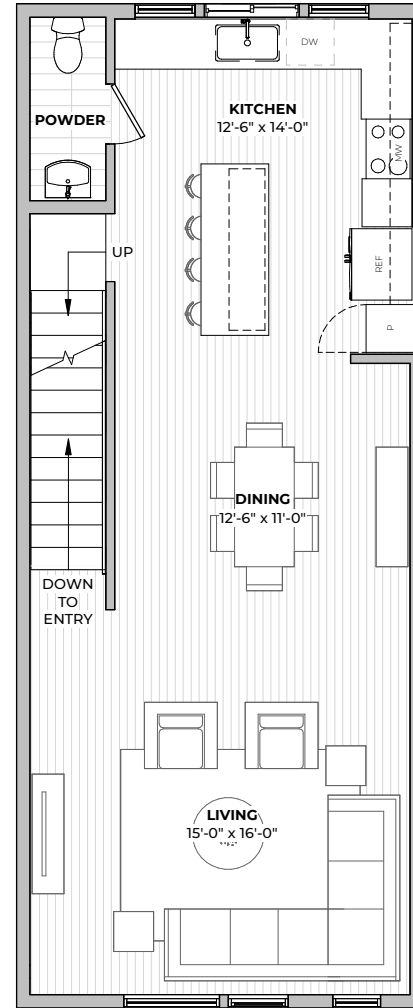 DW
KITCHEN
12'-6" x 14'-0"
POWDER
MW
UP
REF
P
DINING
12'-6" x 11'-0"
DOWN
TO
ENTRY
LIVING
15'-0" x 16'-0"